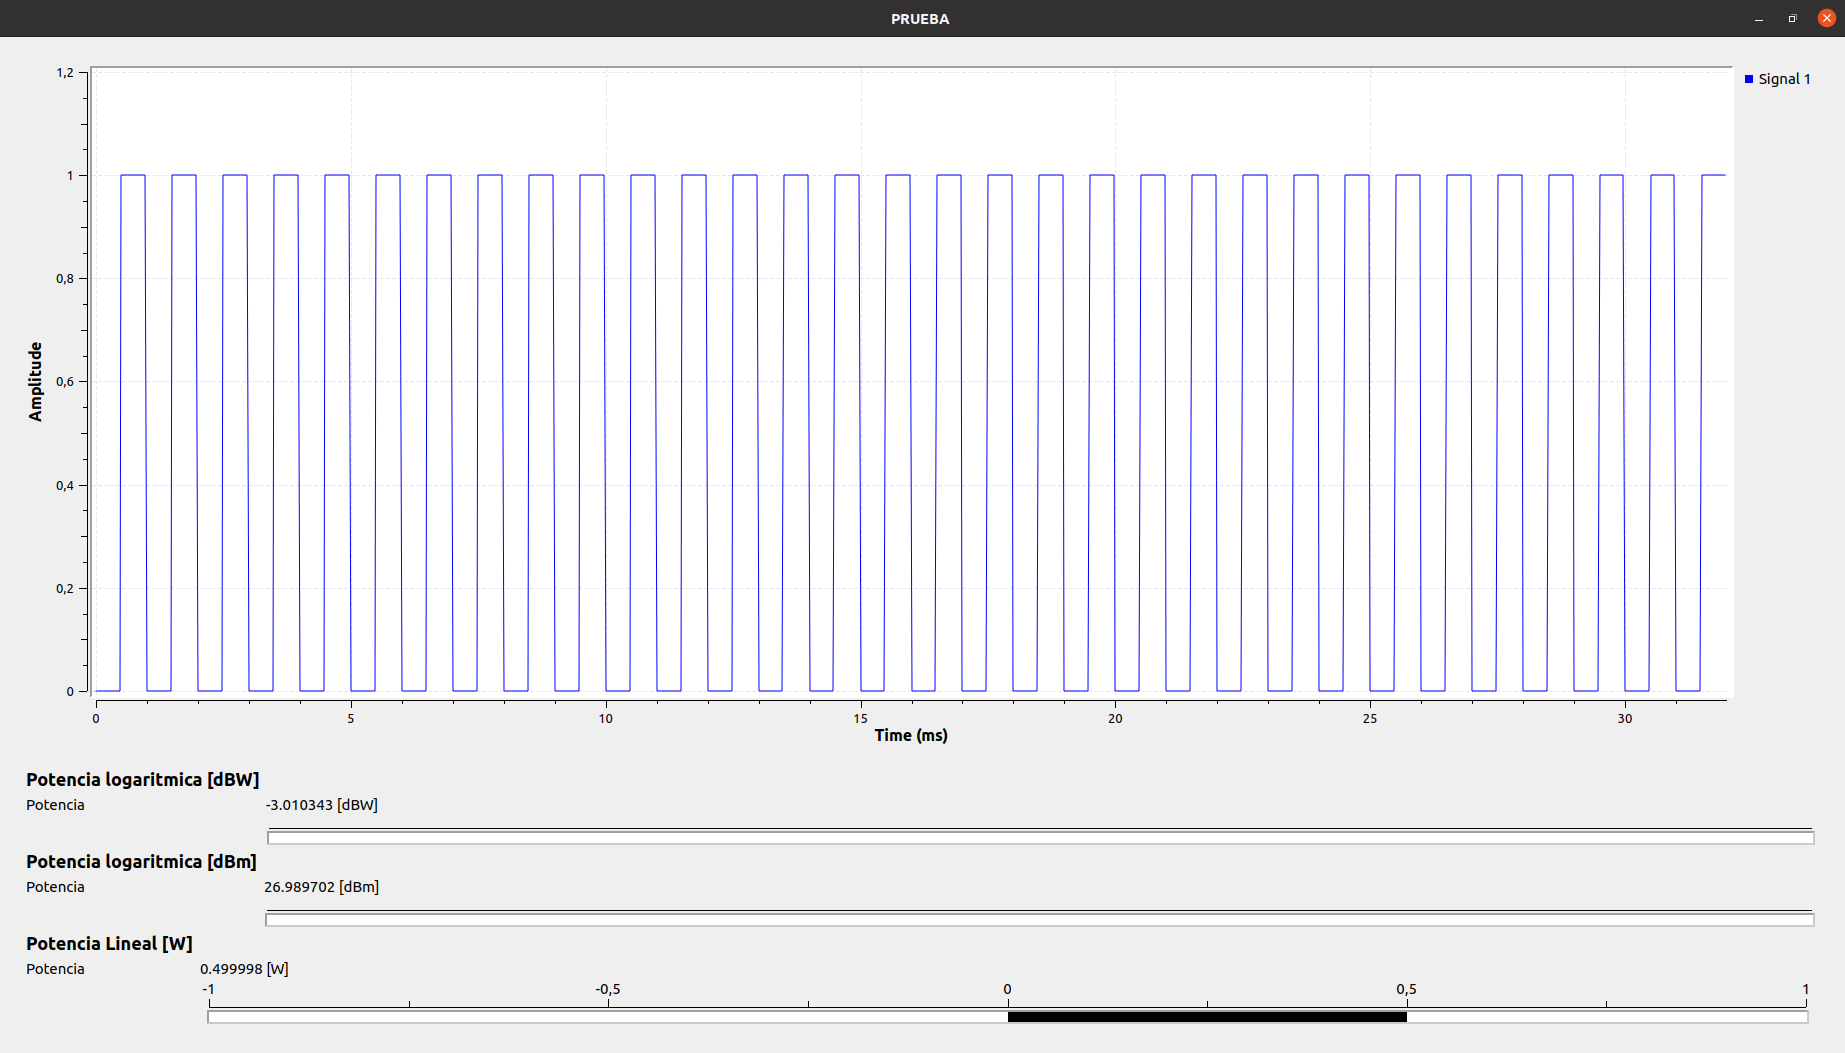 PRUEBA
1,2
1
0,8
0,6
0,4
0,2
0
Amplitude
Signal 1
0 5 10 15 20 25 30
Time (ms)
Potencia logaritmica [dBW]
Potencia -3.010343 [dBW]
Potencia logaritmica [dBm]
Potencia 26.989702 [dBm]
Potencia Lineal [W]
Potencia 0.499998 [W]
-1 -0,5 0 0,5 1